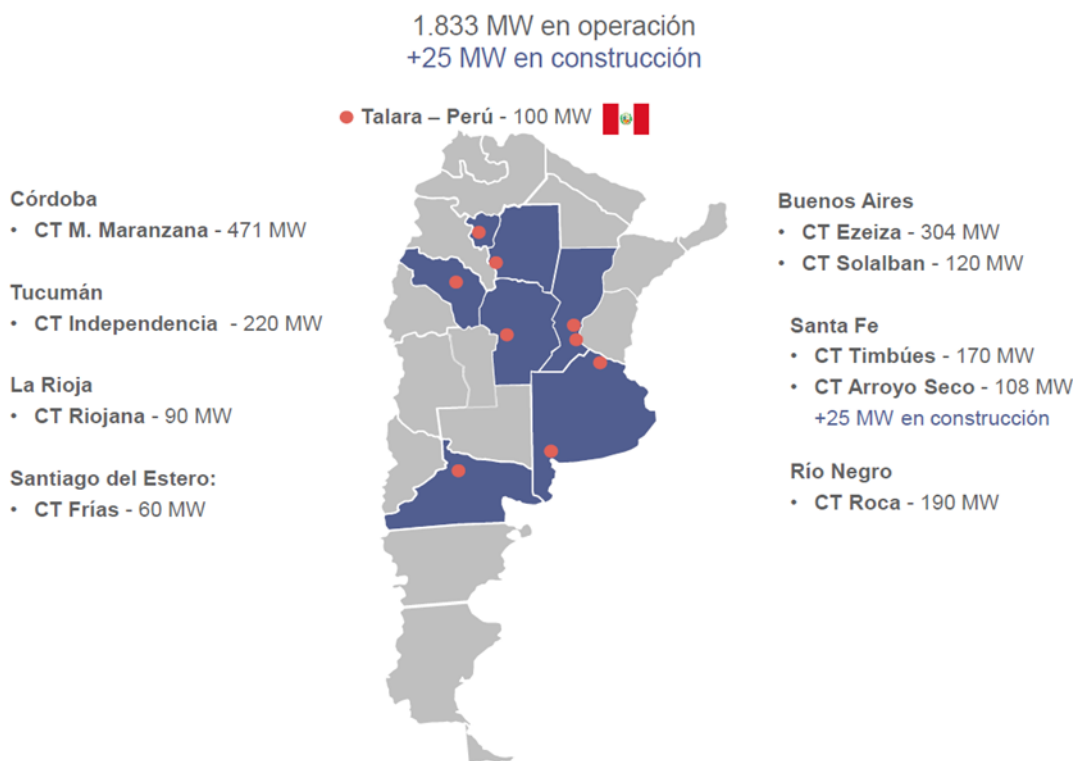 1.833 MW en operación
+25 MW en construcción
Talara – Perú - 100 MW
Córdoba
• CT M. Maranzana - 471 MW
Tucumán
• CT Independencia - 220 MW
La Rioja
• CT Riojana - 90 MW
Santiago del Estero:
• CT Frías - 60 MW
Buenos Aires
• CT Ezeiza - 304 MW
• CT Solalban - 120 MW
Santa Fe
• CT Timbúes - 170 MW
• CT Arroyo Seco - 108 MW
+25 MW en construcción
Río Negro
• CT Roca - 190 MW